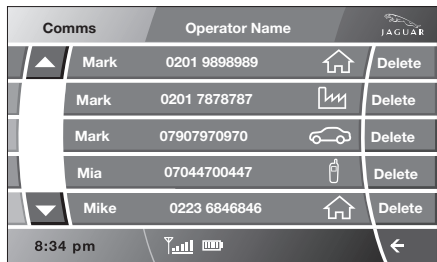 Comms Operator Name JAGUAR
Mark 0201 9898989 Delete
Mark 0201 7878787 Delete
Mark 07907970970 Delete
Mia 07044700447 Delete
Mike 0223 6846846 Delete
8:34 pm